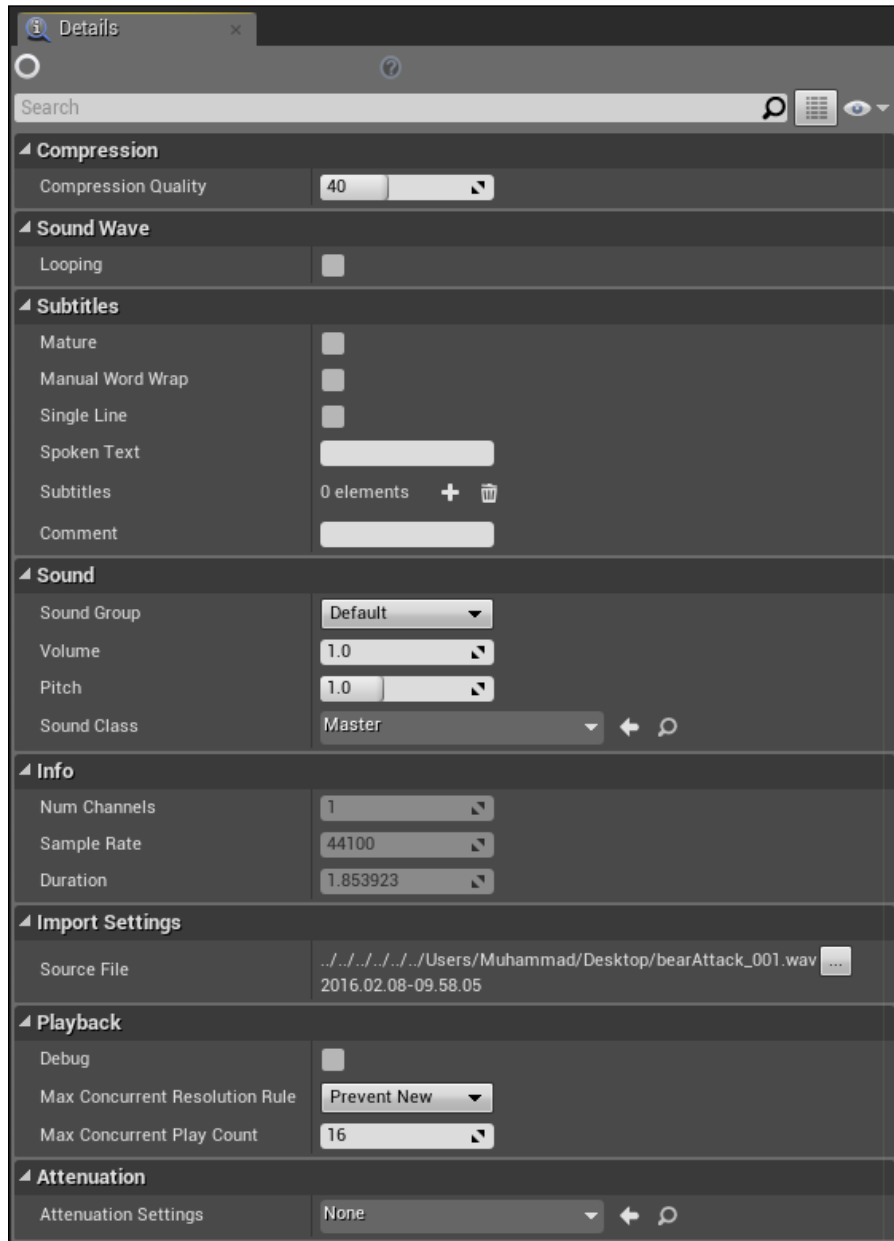 Details
Search
Compression
Compression Quality 40
Sound Wave
Looping
Subtitles
Mature
Manual Word Wrap
Single Line
Spoken Text
Subtitles 0 elements
Comment
Sound
Sound Group Default
Volume 1.0
Pitch 1.0
Sound Class Master
Info
Num Channels 1
Sample Rate 44100
Duration 1.853923
Import Settings
Source File ../../../../../../Users/Muhammad/Desktop/bearAttack_001.wav ...
2016.02.08-09.58.05
Playback
Debug
Max Concurrent Resolution Rule Prevent New
Max Concurrent Play Count 16
Attenuation
Attenuation Settings None